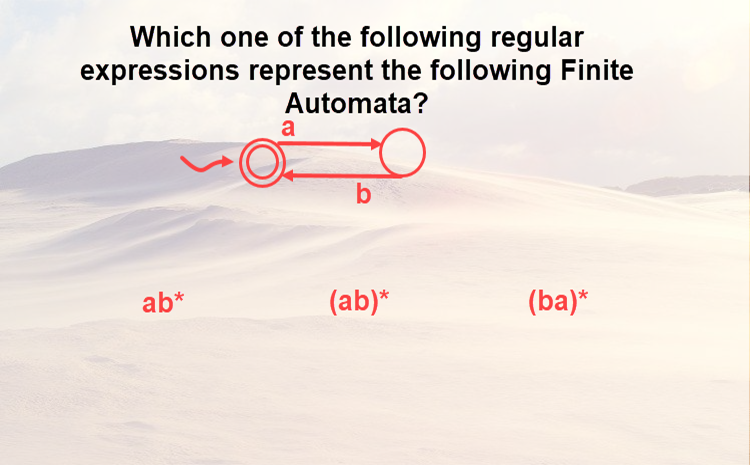 Which one of the following regular
expressions represent the following Finite
Automata?
a
b
ab*
(ab)*
(ba)*